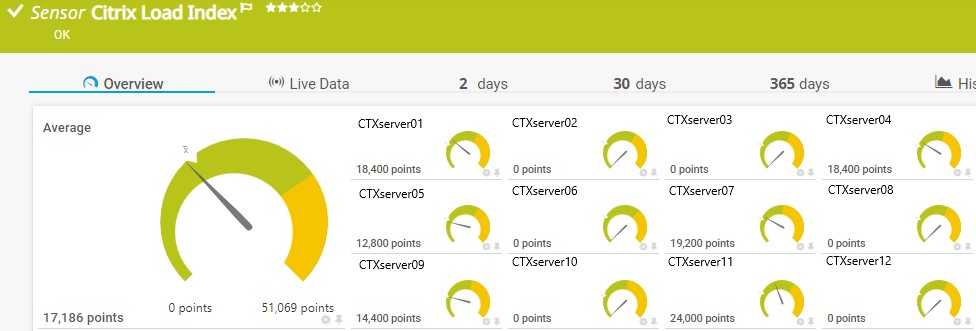 Sensor Citrix Load Index
OK
Overview
Live Data
2 days
30 days
365 days
His
Average
x̄
0 points
51,069 points
17,186 points
CTXserver01
18,400 points
CTXserver02
0 points
CTXserver03
0 points
CTXserver04
18,400 points
CTXserver05
12,800 points
CTXserver06
0 points
CTXserver07
19,200 points
CTXserver08
0 points
CTXserver09
14,400 points
CTXserver10
0 points
CTXserver11
24,000 points
CTXserver12
0 points